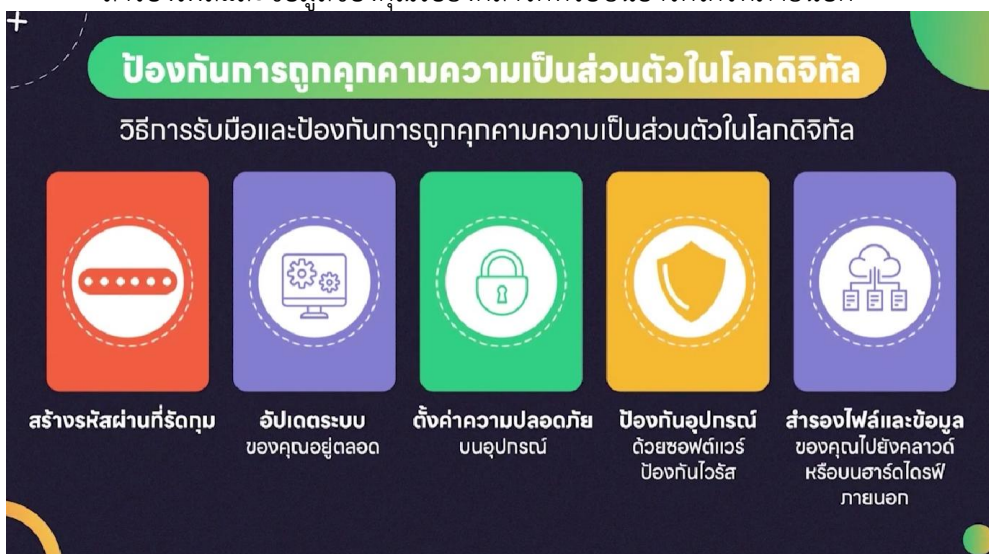 ป้องกันการถูกคุกคามความเป็นส่วนตัวในโลกดิจิทัล
วิธีการรับมือและป้องกันการถูกคุกคามความเป็นส่วนตัวในโลกดิจิทัล
สร้างรหัสผ่านที่รัดกุม
อัปเดตระบบ
ของคุณอยู่ตลอด
ตั้งค่าความปลอดภัย
บนอุปกรณ์
ป้องกันอุปกรณ์
ด้วยซอฟต์แวร์
ป้องกันไวรัส
สำรองไฟล์และข้อมูล
ของคุณไปยังคลาวด์
หรือบนฮาร์ดไดรฟ์
ภายนอก